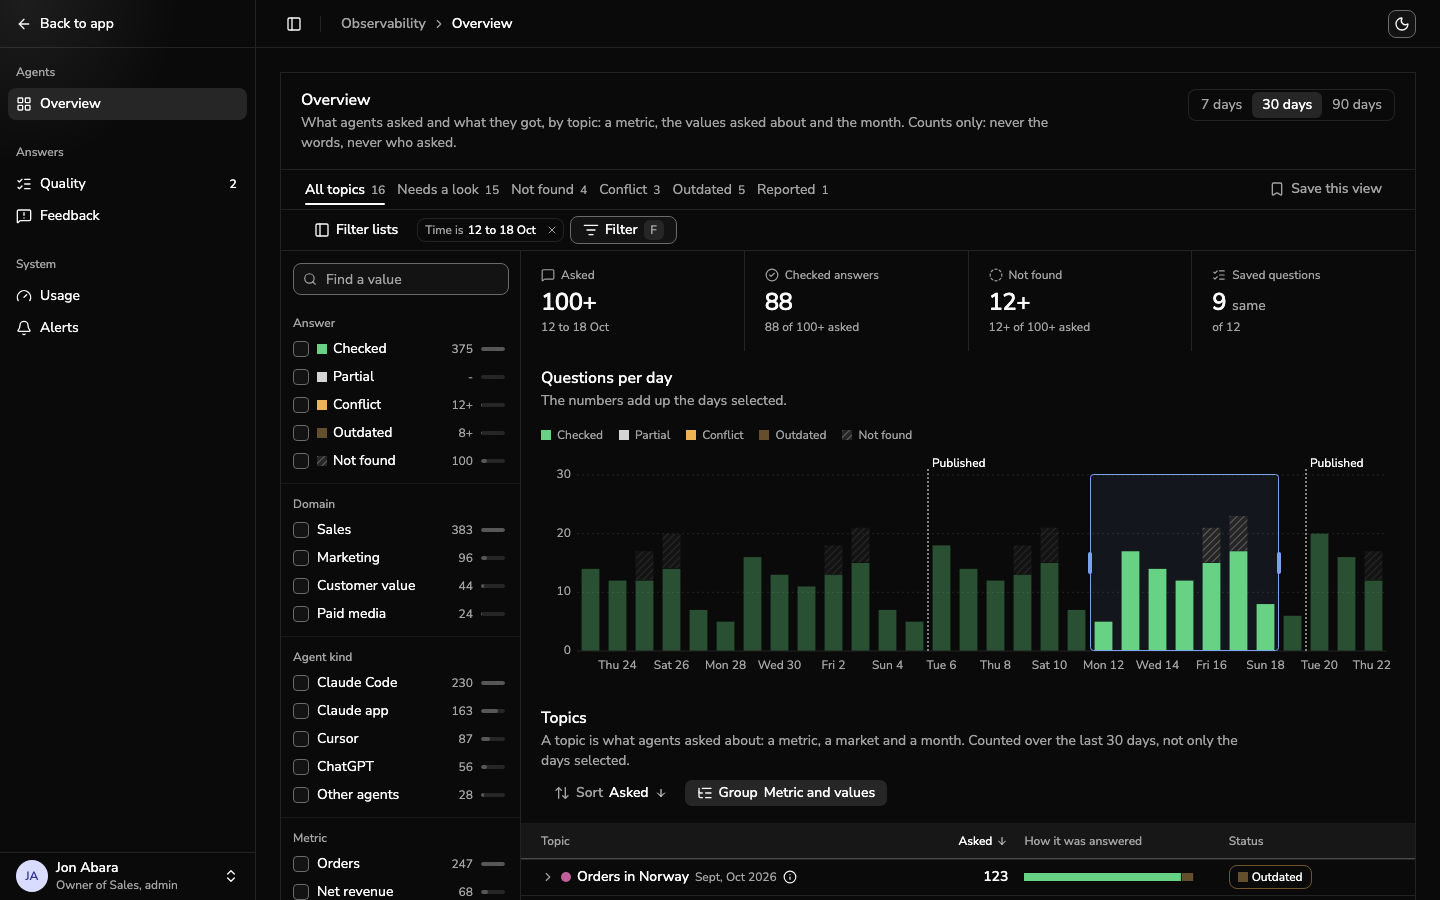 Back to app
Observability > Overview
Agents
Overview
Answers
Quality 2
Feedback
System
Usage
Alerts
JA
Jon Abara
Owner of Sales, admin
Overview
What agents asked and what they got, by topic: a metric, the values asked about and the month. Counts only: never the
words, never who asked.
7 days 30 days 90 days
All topics 16 Needs a look 15 Not found 4 Conflict 3 Outdated 5 Reported 1
Save this view
Filter lists Time is 12 to 18 Oct Filter F
Find a value
Answer
Checked 375
Partial -
Conflict 12+
Outdated 8+
Not found 100
Domain
Sales 383
Marketing 96
Customer value 44
Paid media 24
Agent kind
Claude Code 230
Claude app 163
Cursor 87
ChatGPT 56
Other agents 28
Metric
Orders 247
Net revenue 68
Asked
100+
12 to 18 Oct
Checked answers
88
88 of 100+ asked
Not found
12+
12+ of 100+ asked
Saved questions
9 same
of 12
Questions per day
The numbers add up the days selected.
Checked Partial Conflict Outdated Not found
Published Published
30
20
10
0
Thu 24 Sat 26 Mon 28 Wed 30 Fri 2 Sun 4 Tue 6 Thu 8 Sat 10 Mon 12 Wed 14 Fri 16 Sun 18 Tue 20 Thu 22
Topics
A topic is what agents asked about: a metric, a market and a month. Counted over the last 30 days, not only the
days selected.
Sort Asked Group Metric and values
Topic Asked How it was answered Status
Orders in Norway Sept, Oct 2026 123 Outdated